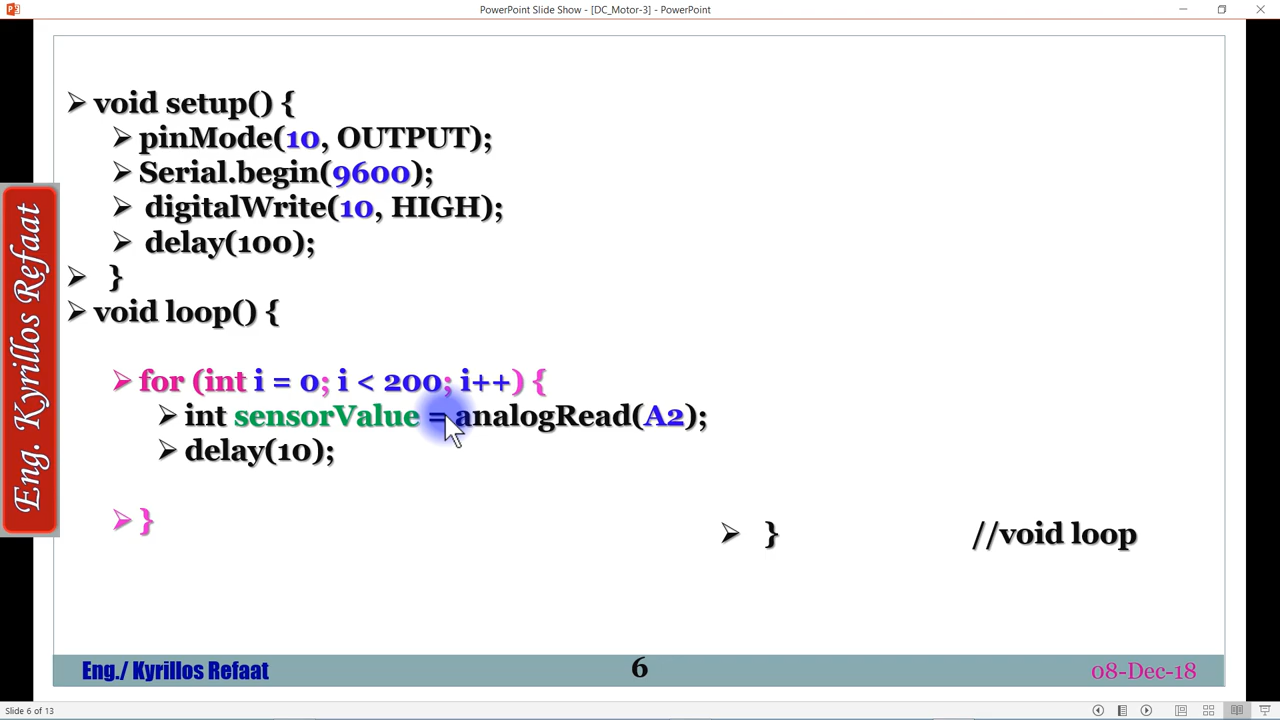 PowerPoint Slide Show - [DC_Motor-3] - PowerPoint
void setup() {
pinMode(10, OUTPUT);
Serial.begin(9600);
digitalWrite(10, HIGH);
delay(100);
}
void loop() {
for (int i = 0; i < 200; i++) {
int sensorValue = analogRead(A2);
delay(10);
}
} //void loop
Eng. Kyrillos Refaat
Eng./ Kyrillos Refaat 6 08-Dec-18
Slide 6 of 13